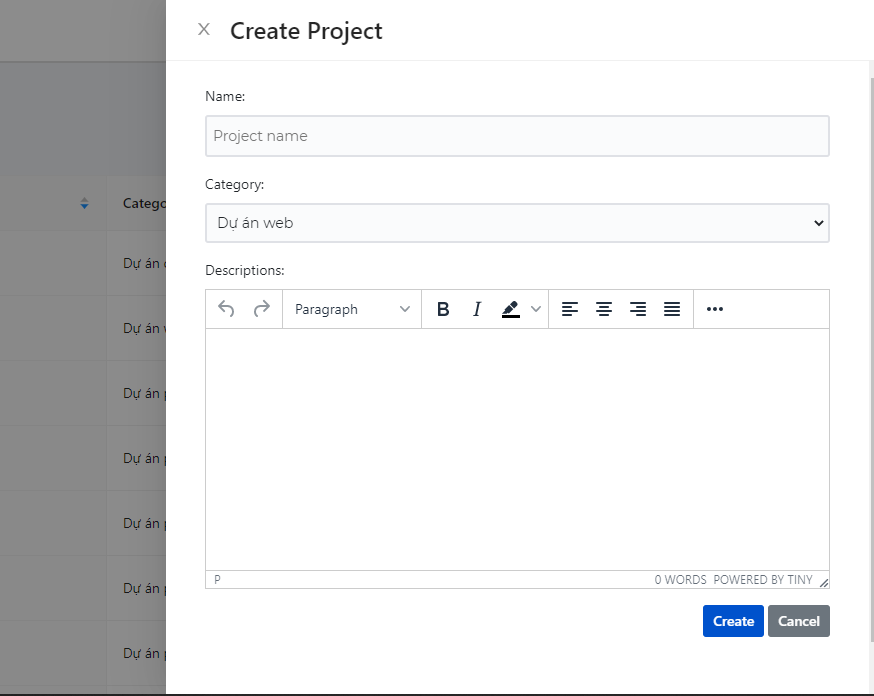 Create Project
Name:
Project name
Category:
Dự án web
Descriptions:
Paragraph B I
P 0 WORDS POWERED BY TINY
Create Cancel
Dự án
Dự án
Dự án
Dự án
Dự án
Dự án
Dự án